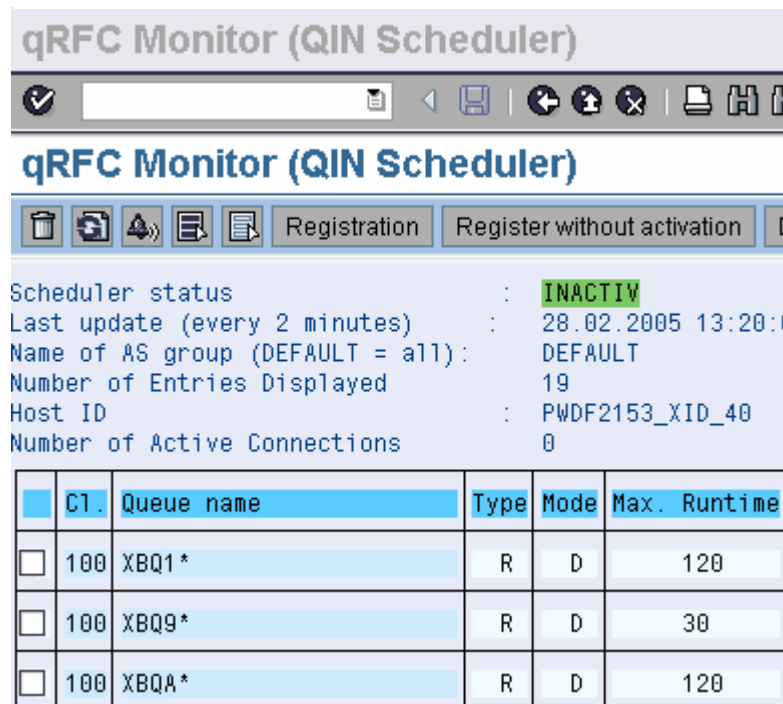 qRFC Monitor (QIN Scheduler)
qRFC Monitor (QIN Scheduler)
Registration Register without activation
Scheduler status : INACTIV
Last update (every 2 minutes) : 28.02.2005 13:20:
Name of AS group (DEFAULT = all): DEFAULT
Number of Entries Displayed 19
Host ID : PWDF2153_XID_40
Number of Active Connections 0
Cl. Queue name Type Mode Max. Runtime
100 XBQ1* R D 120
100 XBQ9* R D 30
100 XBQA* R D 120